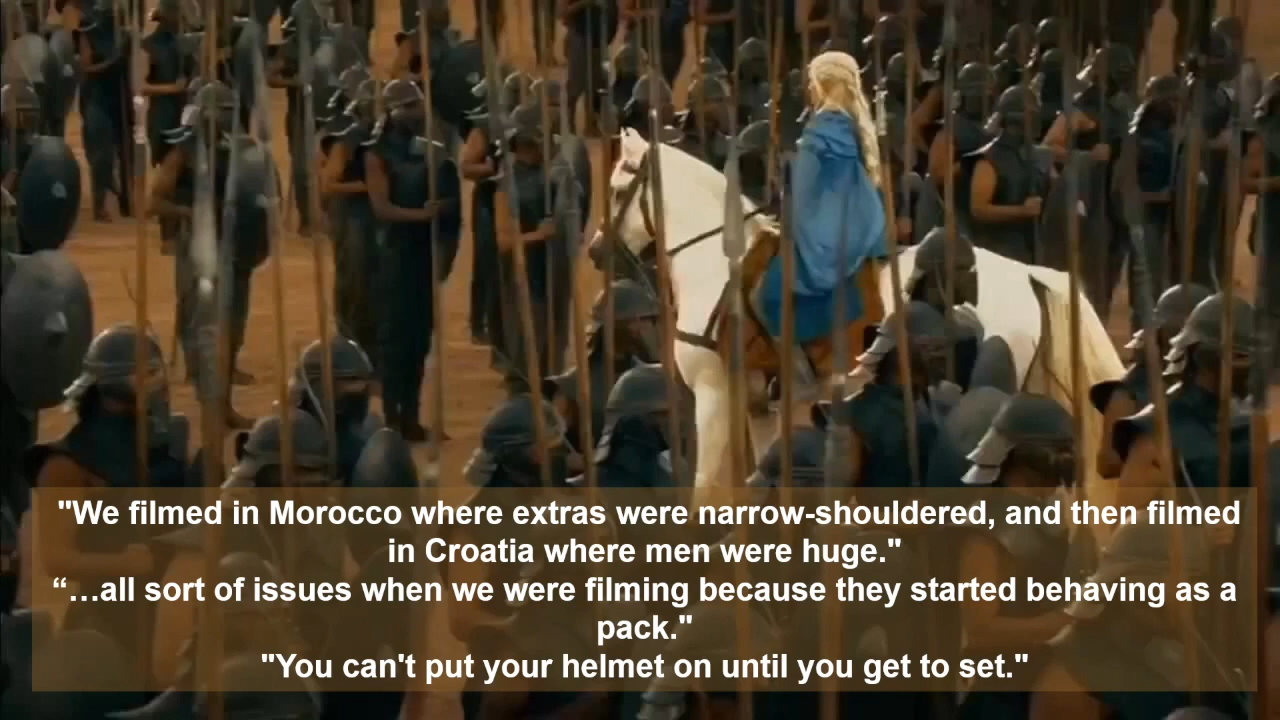 "We filmed in Morocco where extras were narrow-shouldered, and then filmed
in Croatia where men were huge."
“…all sort of issues when we were filming because they started behaving as a
pack."
"You can't put your helmet on until you get to set."